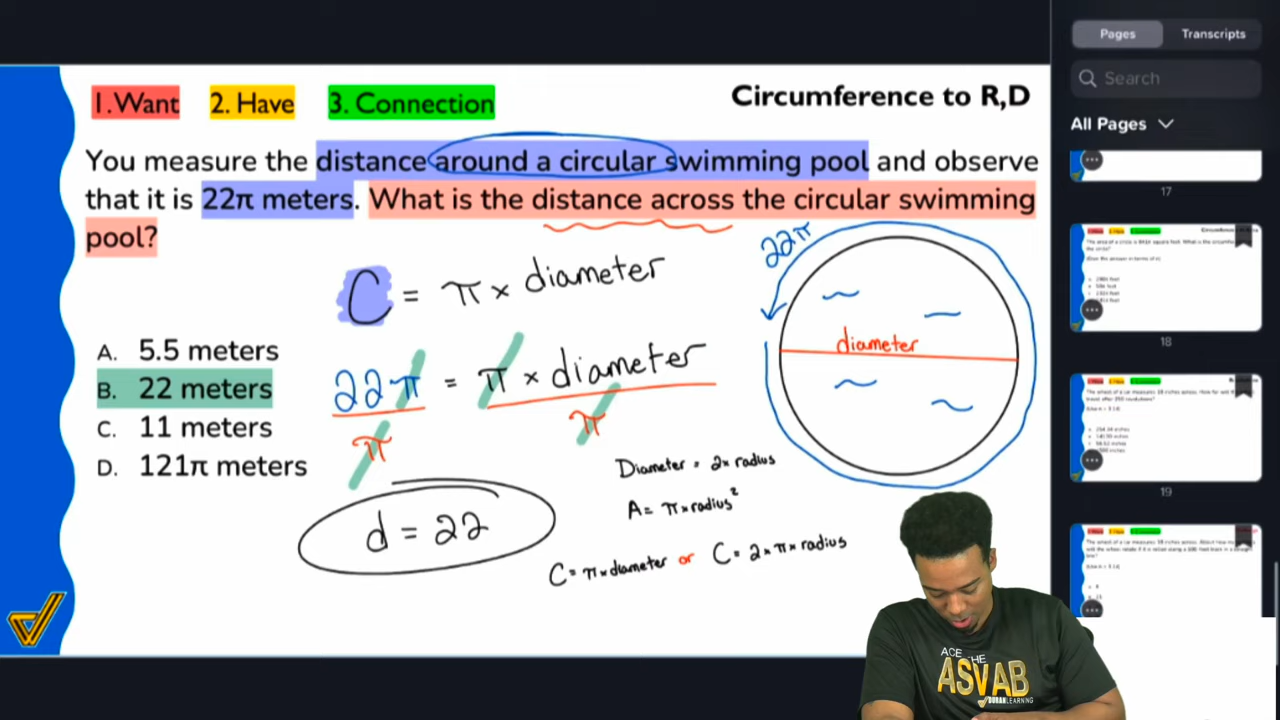 Pages
Transcripts
Search
All Pages
1.Want 2. Have 3. Connection
Circumference to R,D
You measure the distance around a circular swimming pool and observe
that it is 22π meters. What is the distance across the circular swimming
pool?
C = π × diameter
22π = π × diameter
π π
d = 22
A. 5.5 meters
B. 22 meters
C. 11 meters
D. 121π meters
22π
diameter
Diameter = 2 × radius
A = π × radius²
C = π × diameter or C = 2 × π × radius
17
18
19
ACE THE
ASVAB
DURAN LEARNING